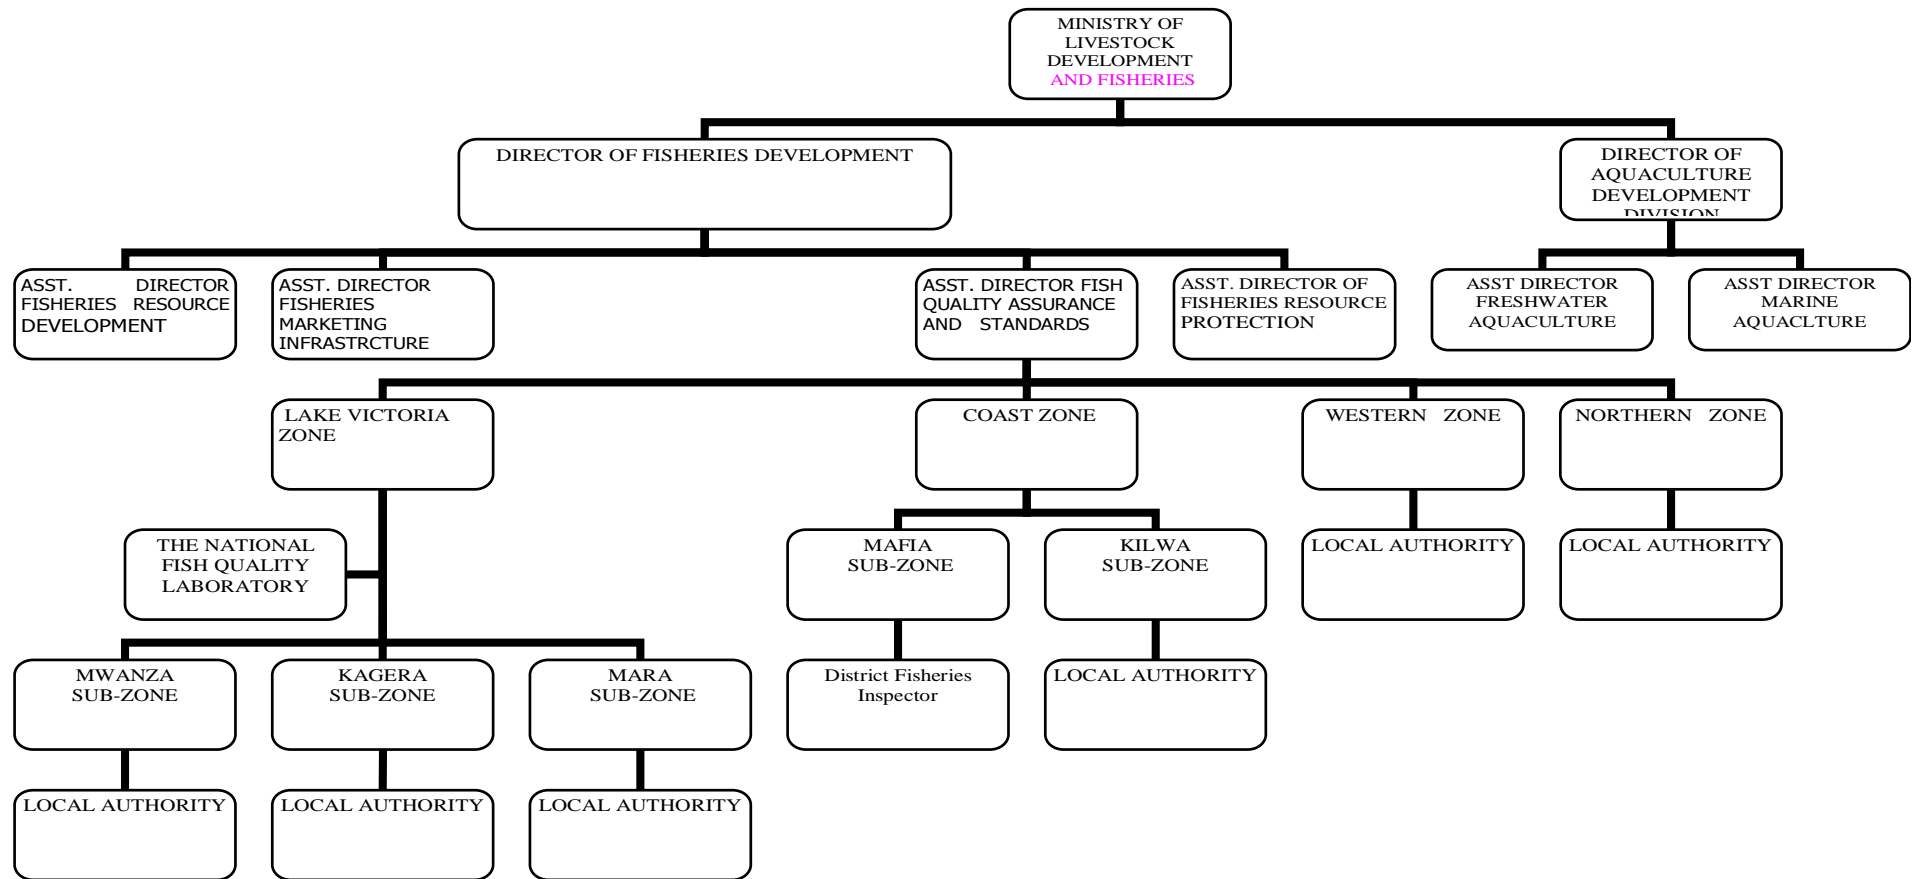 MINISTRY OF
LIVESTOCK
DEVELOPMENT
AND FISHERIES
DIRECTOR OF FISHERIES DEVELOPMENT
DIRECTOR OF
AQUACULTURE
DEVELOPMENT
DIVISION
ASST. DIRECTOR
FISHERIES RESOURCE
DEVELOPMENT
ASST. DIRECTOR
FISHERIES
MARKETING
INFRASTRCTURE
ASST. DIRECTOR FISH
QUALITY ASSURANCE
AND STANDARDS
ASST. DIRECTOR OF
FISHERIES RESOURCE
PROTECTION
ASST DIRECTOR
FRESHWATER
AQUACULTURE
ASST DIRECTOR
MARINE
AQUACLTURE
LAKE VICTORIA
ZONE
COAST ZONE
WESTERN ZONE
NORTHERN ZONE
THE NATIONAL
FISH QUALITY
LABORATORY
MAFIA
SUB-ZONE
KILWA
SUB-ZONE
LOCAL AUTHORITY
LOCAL AUTHORITY
MWANZA
SUB-ZONE
KAGERA
SUB-ZONE
MARA
SUB-ZONE
District Fisheries
Inspector
LOCAL AUTHORITY
LOCAL AUTHORITY
LOCAL AUTHORITY
LOCAL AUTHORITY